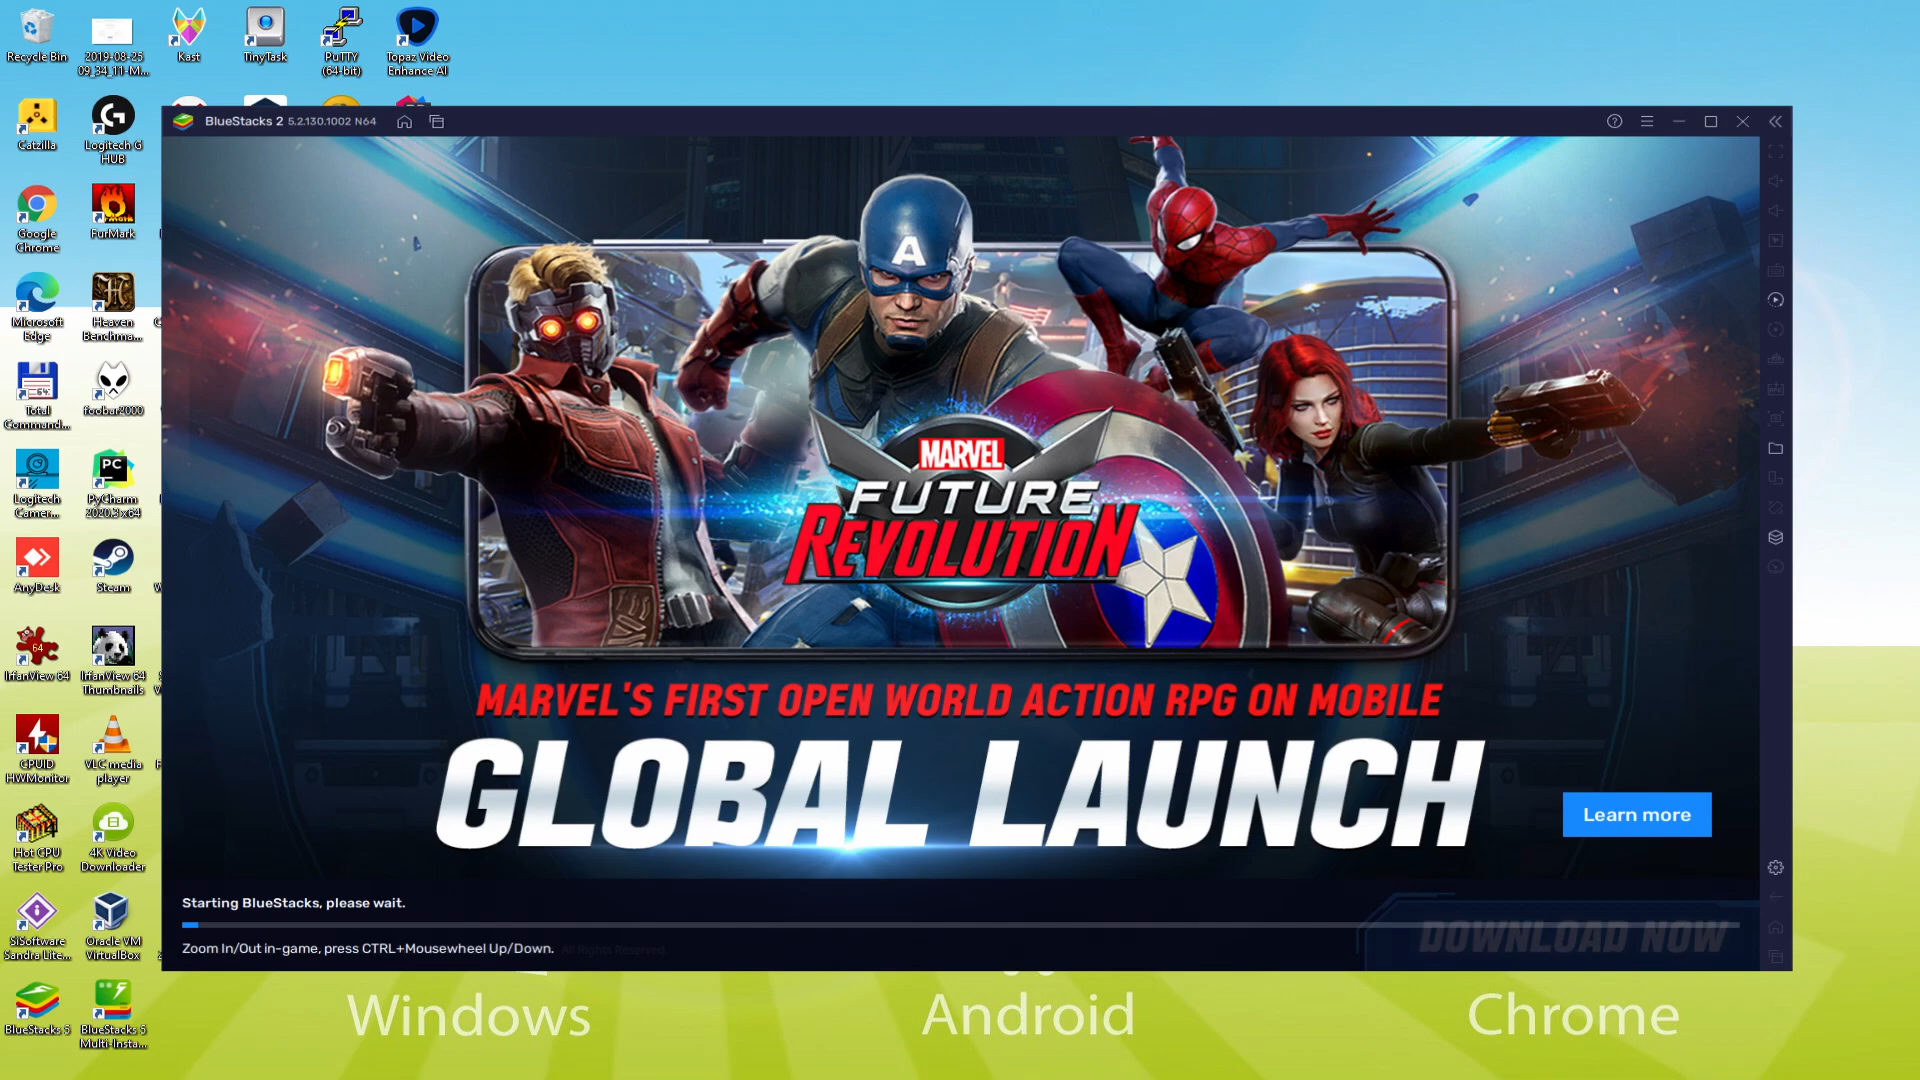 Recycle Bin
2019-08-25
09_34_11-M...
Kast
TinyTask
PuTTY
(64-bit)
Topaz Video
Enhance AI
Catzilla
Logitech G
HUB
Google
Chrome
FurMark
Microsoft
Edge
Heaven
Benchma...
Total
Command...
foobar2000
Logitech
Camer...
PC
PyCharm
2020.3 x64
AnyDesk
Steam
64
IrfanView 64
IrfanView 64
Thumbnails
CPUID
HWMonitor
VLC media
player
Hot CPU
Tester Pro
4K Video
Downloader
SiSoftware
Sandra Lite...
Oracle VM
VirtualBox
BlueStacks 5
BlueStacks 5
Multi-Insta...
BlueStacks 2 5.2.130.1002 N64
A
MARVEL
FUTURE
REVOLUTION
MARVEL'S FIRST OPEN WORLD ACTION RPG ON MOBILE
GLOBAL LAUNCH
Learn more
Starting BlueStacks, please wait.
DOWNLOAD NOW
Zoom In/Out in-game, press CTRL+Mousewheel Up/Down.
All Rights Reserved.
Windows
Android
Chrome